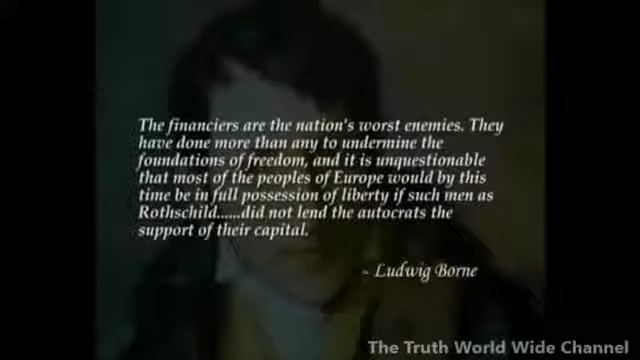 The financiers are the nation's worst enemies. They
have done more than any to undermine the
foundations of freedom, and it is unquestionable
that most of the peoples of Europe would by this
time be in full possession of liberty if such men as
Rothschild......did not lend the autocrats the
support of their capital.
~ Ludwig Borne
The Truth World Wide Channel